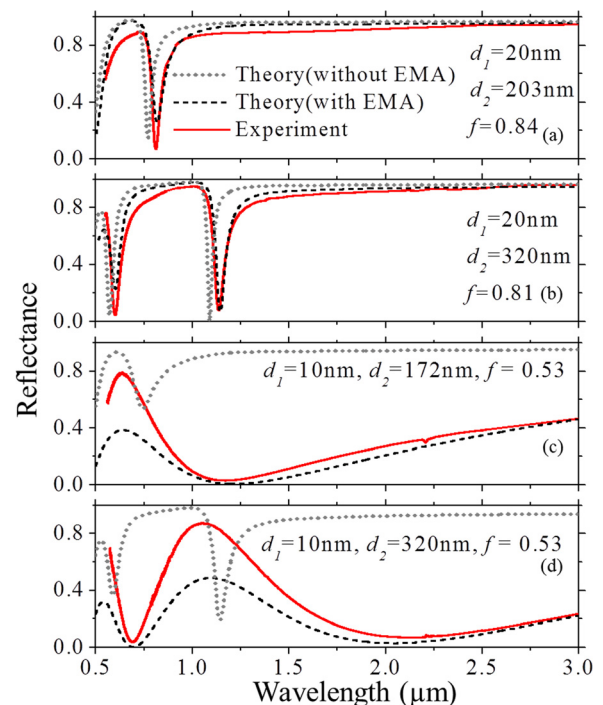 0.8
0.4
0.0
Theory(without EMA)
Theory(with EMA)
Experiment
d1=20nm
d2=203nm
f=0.84 (a)
0.8
0.4
0.0
d1=20nm
d2=320nm
f=0.81 (b)
Reflectance
0.8
0.4
0.0
d1=10nm, d2=172nm, f = 0.53
(c)
0.8
0.4
0.0
d1=10nm, d2=320nm, f = 0.53
(d)
0.5 1.0 1.5 2.0 2.5 3.0
Wavelength (μm)